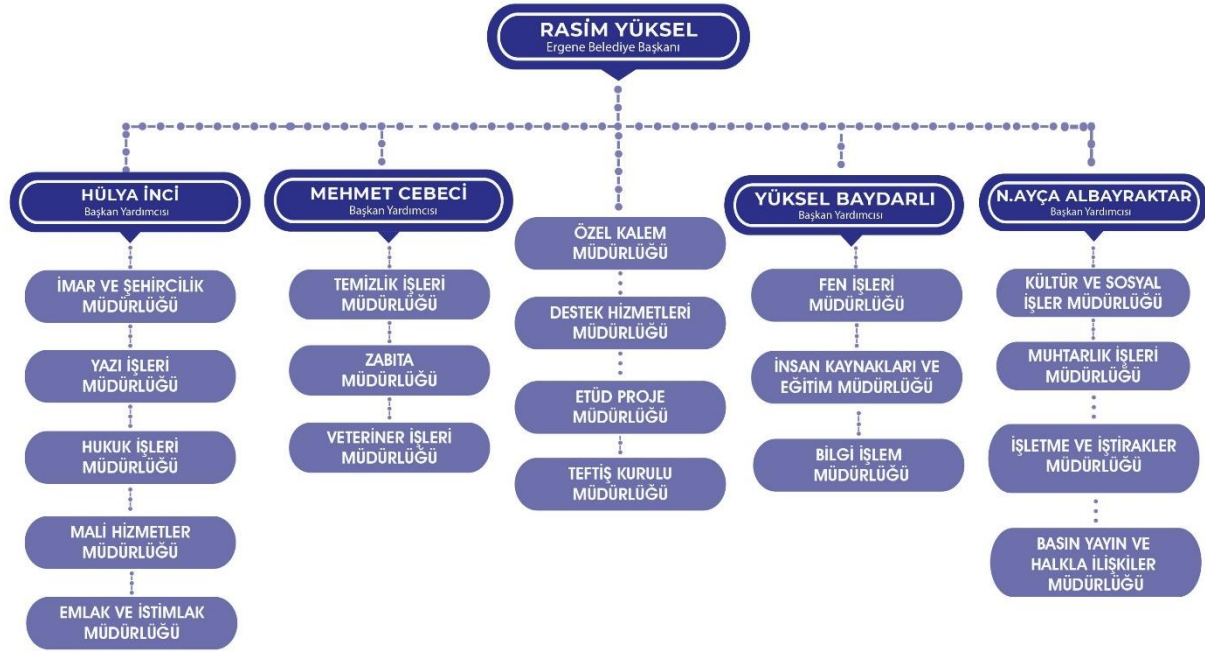 RASİM YÜKSEL
Ergene Belediye Başkanı
HÜLYA İNCİ
Başkan Yardımcısı
İMAR VE ŞEHİRCİLİK
MÜDÜRLÜĞÜ
YAZI İŞLERİ
MÜDÜRLÜĞÜ
HUKUK İŞLERİ
MÜDÜRLÜĞÜ
MALİ HİZMETLER
MÜDÜRLÜĞÜ
EMLAK VE İSTİMLAK
MÜDÜRLÜĞÜ
MEHMET CEBECİ
Başkan Yardımcısı
TEMİZLİK İŞLERİ
MÜDÜRLÜĞÜ
ZABITA
MÜDÜRLÜĞÜ
VETERİNER İŞLERİ
MÜDÜRLÜĞÜ
ÖZEL KALEM
MÜDÜRLÜĞÜ
DESTEK HİZMETLERİ
MÜDÜRLÜĞÜ
ETÜD PROJE
MÜDÜRLÜĞÜ
TEFTİŞ KURULU
MÜDÜRLÜĞÜ
YÜKSEL BAYDARLI
Başkan Yardımcısı
FEN İŞLERİ
MÜDÜRLÜĞÜ
İNSAN KAYNAKLARI VE
EĞİTİM MÜDÜRLÜĞÜ
BİLGİ İŞLEM
MÜDÜRLÜĞÜ
N.AYÇA ALBAYRAKTAR
Başkan Yardımcısı
KÜLTÜR VE SOSYAL
İŞLER MÜDÜRLÜĞÜ
MUHTARLIK İŞLERİ
MÜDÜRLÜĞÜ
İŞLETME VE İŞTİRAKLER
MÜDÜRLÜĞÜ
BASIN YAYIN VE
HALKLA İLİŞKİLER
MÜDÜRLÜĞÜ